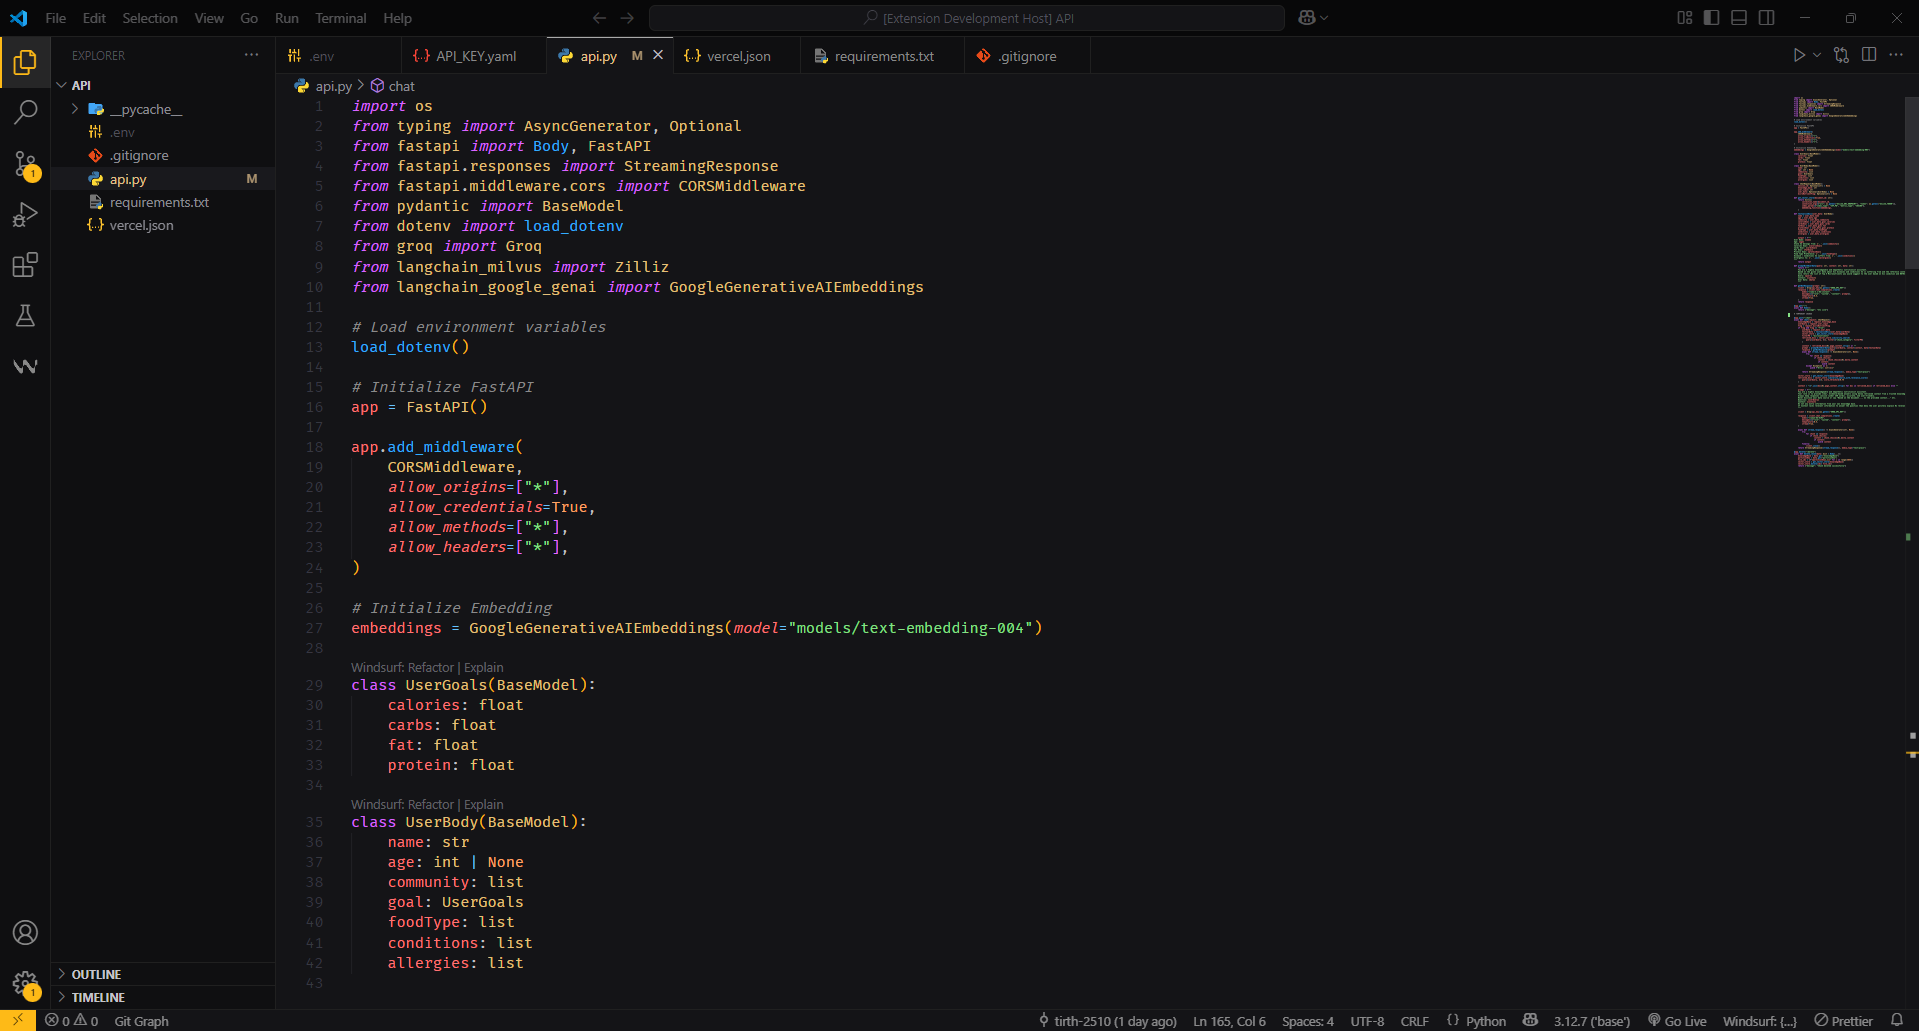 File Edit Selection View Go Run Terminal Help
[Extension Development Host] API
EXPLORER
API
__pycache__
.env
.gitignore
api.py M
requirements.txt
vercel.json
OUTLINE
TIMELINE
1
1
.env API_KEY.yaml api.py M vercel.json requirements.txt .gitignore
api.py > chat
1 import os
2 from typing import AsyncGenerator, Optional
3 from fastapi import Body, FastAPI
4 from fastapi.responses import StreamingResponse
5 from fastapi.middleware.cors import CORSMiddleware
6 from pydantic import BaseModel
7 from dotenv import load_dotenv
8 from groq import Groq
9 from langchain_milvus import Zilliz
10 from langchain_google_genai import GoogleGenerativeAIEmbeddings
11
12 # Load environment variables
13 load_dotenv()
14
15 # Initialize FastAPI
16 app = FastAPI()
17
18 app.add_middleware(
19 CORSMiddleware,
20 allow_origins=["*"],
21 allow_credentials=True,
22 allow_methods=["*"],
23 allow_headers=["*"],
24 )
25
26 # Initialize Embedding
27 embeddings = GoogleGenerativeAIEmbeddings(model="models/text-embedding-004")
28
Windsurf: Refactor | Explain
29 class UserGoals(BaseModel):
30 calories: float
31 carbs: float
32 fat: float
33 protein: float
34
Windsurf: Refactor | Explain
35 class UserBody(BaseModel):
36 name: str
37 age: int | None
38 community: list
39 goal: UserGoals
40 foodType: list
41 conditions: list
42 allergies: list
43
0 0 Git Graph
tirth-2510 (1 day ago) Ln 165, Col 6 Spaces: 4 UTF-8 CRLF {} Python 3.12.7 ('base') Go Live Windsurf: {...} Prettier